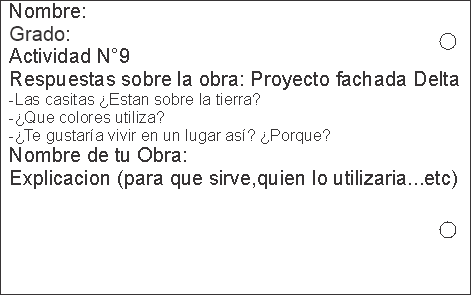 Nombre:
Grado:
Actividad N°9
Respuestas sobre la obra: Proyecto fachada Delta
-Las casitas ¿Estan sobre la tierra?
-¿Que colores utiliza?
-¿Te gustaría vivir en un lugar así? ¿Porque?
Nombre de tu Obra:
Explicacion (para que sirve,quien lo utilizaria...etc)